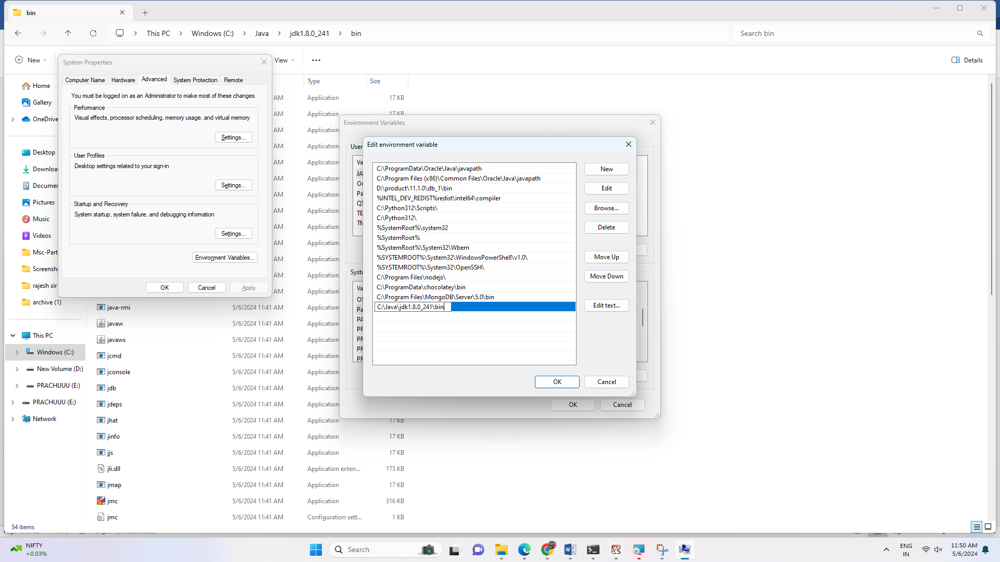 bin
This PC
Windows (C:)
Java
jdk1.8.0_241
bin
Search bin
New
View
Details
System Properties
Computer Name
Hardware
Advanced
System Protection
Remote
You must be logged on as an Administrator to make most of these changes.
Performance
Visual effects, processor scheduling, memory usage, and virtual memory
Settings...
User Profiles
Desktop settings related to your sign-in
Settings...
Startup and Recovery
System startup, system failure, and debugging information
Settings...
Environment Variables...
OK
Cancel
Apply
Home
Gallery
OneDrive
Desktop
Downloa
Documer
Pictures
Music
Videos
Msc-Part
Screensh
rajesh sir
archive (1)
This PC
Windows (C:)
New Volume (D:)
PRACHUUU (E:)
PRACHUUU (E:)
Network
Type
Size
AM Application 17 KB
AM Application 17 KB
AM Application
AM Application
AM Application
AM Application
AM Application
AM Application
AM Application
AM Application
AM Application
AM Application
AM Application
java-rmi 5/6/2024 11:41 AM Application
javaw 5/6/2024 11:41 AM Application
javaws 5/6/2024 11:41 AM Application
jcmd 5/6/2024 11:41 AM Application
jconsole 5/6/2024 11:41 AM Application
jdb 5/6/2024 11:41 AM Application
jdeps 5/6/2024 11:41 AM Application
jhat 5/6/2024 11:41 AM Application 17 KB
jinfo 5/6/2024 11:41 AM Application 17 KB
jjs 5/6/2024 11:41 AM Application 17 KB
jli.dll 5/6/2024 11:41 AM Application exten... 173 KB
jmap 5/6/2024 11:41 AM Application 17 KB
jmc 5/6/2024 11:41 AM Application 316 KB
jmc 5/6/2024 11:41 AM Configuration sett... 1 KB
Environment Variables
User
Va
JA
Or
Pa
QT
TE
TN
Syste
Va
OS
Pa
PA
PR
PR
PR
PR
OK
Cancel
Edit environment variable
C:\ProgramData\Oracle\Java\javapath
C:\Program Files (x86)\Common Files\Oracle\Java\javapath
D:\product\11.1.0\db_1\bin
%INTEL_DEV_REDIST%redist\intel64\compiler
C:\Python312\Scripts\
C:\Python312\
%SystemRoot%\system32
%SystemRoot%
%SystemRoot%\System32\Wbem
%SYSTEMROOT%\System32\WindowsPowerShell\v1.0\
%SYSTEMROOT%\System32\OpenSSH\
C:\Program Files\nodejs\
C:\ProgramData\chocolatey\bin
C:\Program Files\MongoDB\Server\5.0\bin
C:\Java\jdk1.8.0_241\bin
New
Edit
Browse...
Delete
Move Up
Move Down
Edit text...
OK
Cancel
54 items
NIFTY
+0.03%
Search
ENG
IN
11:50 AM
5/6/2024